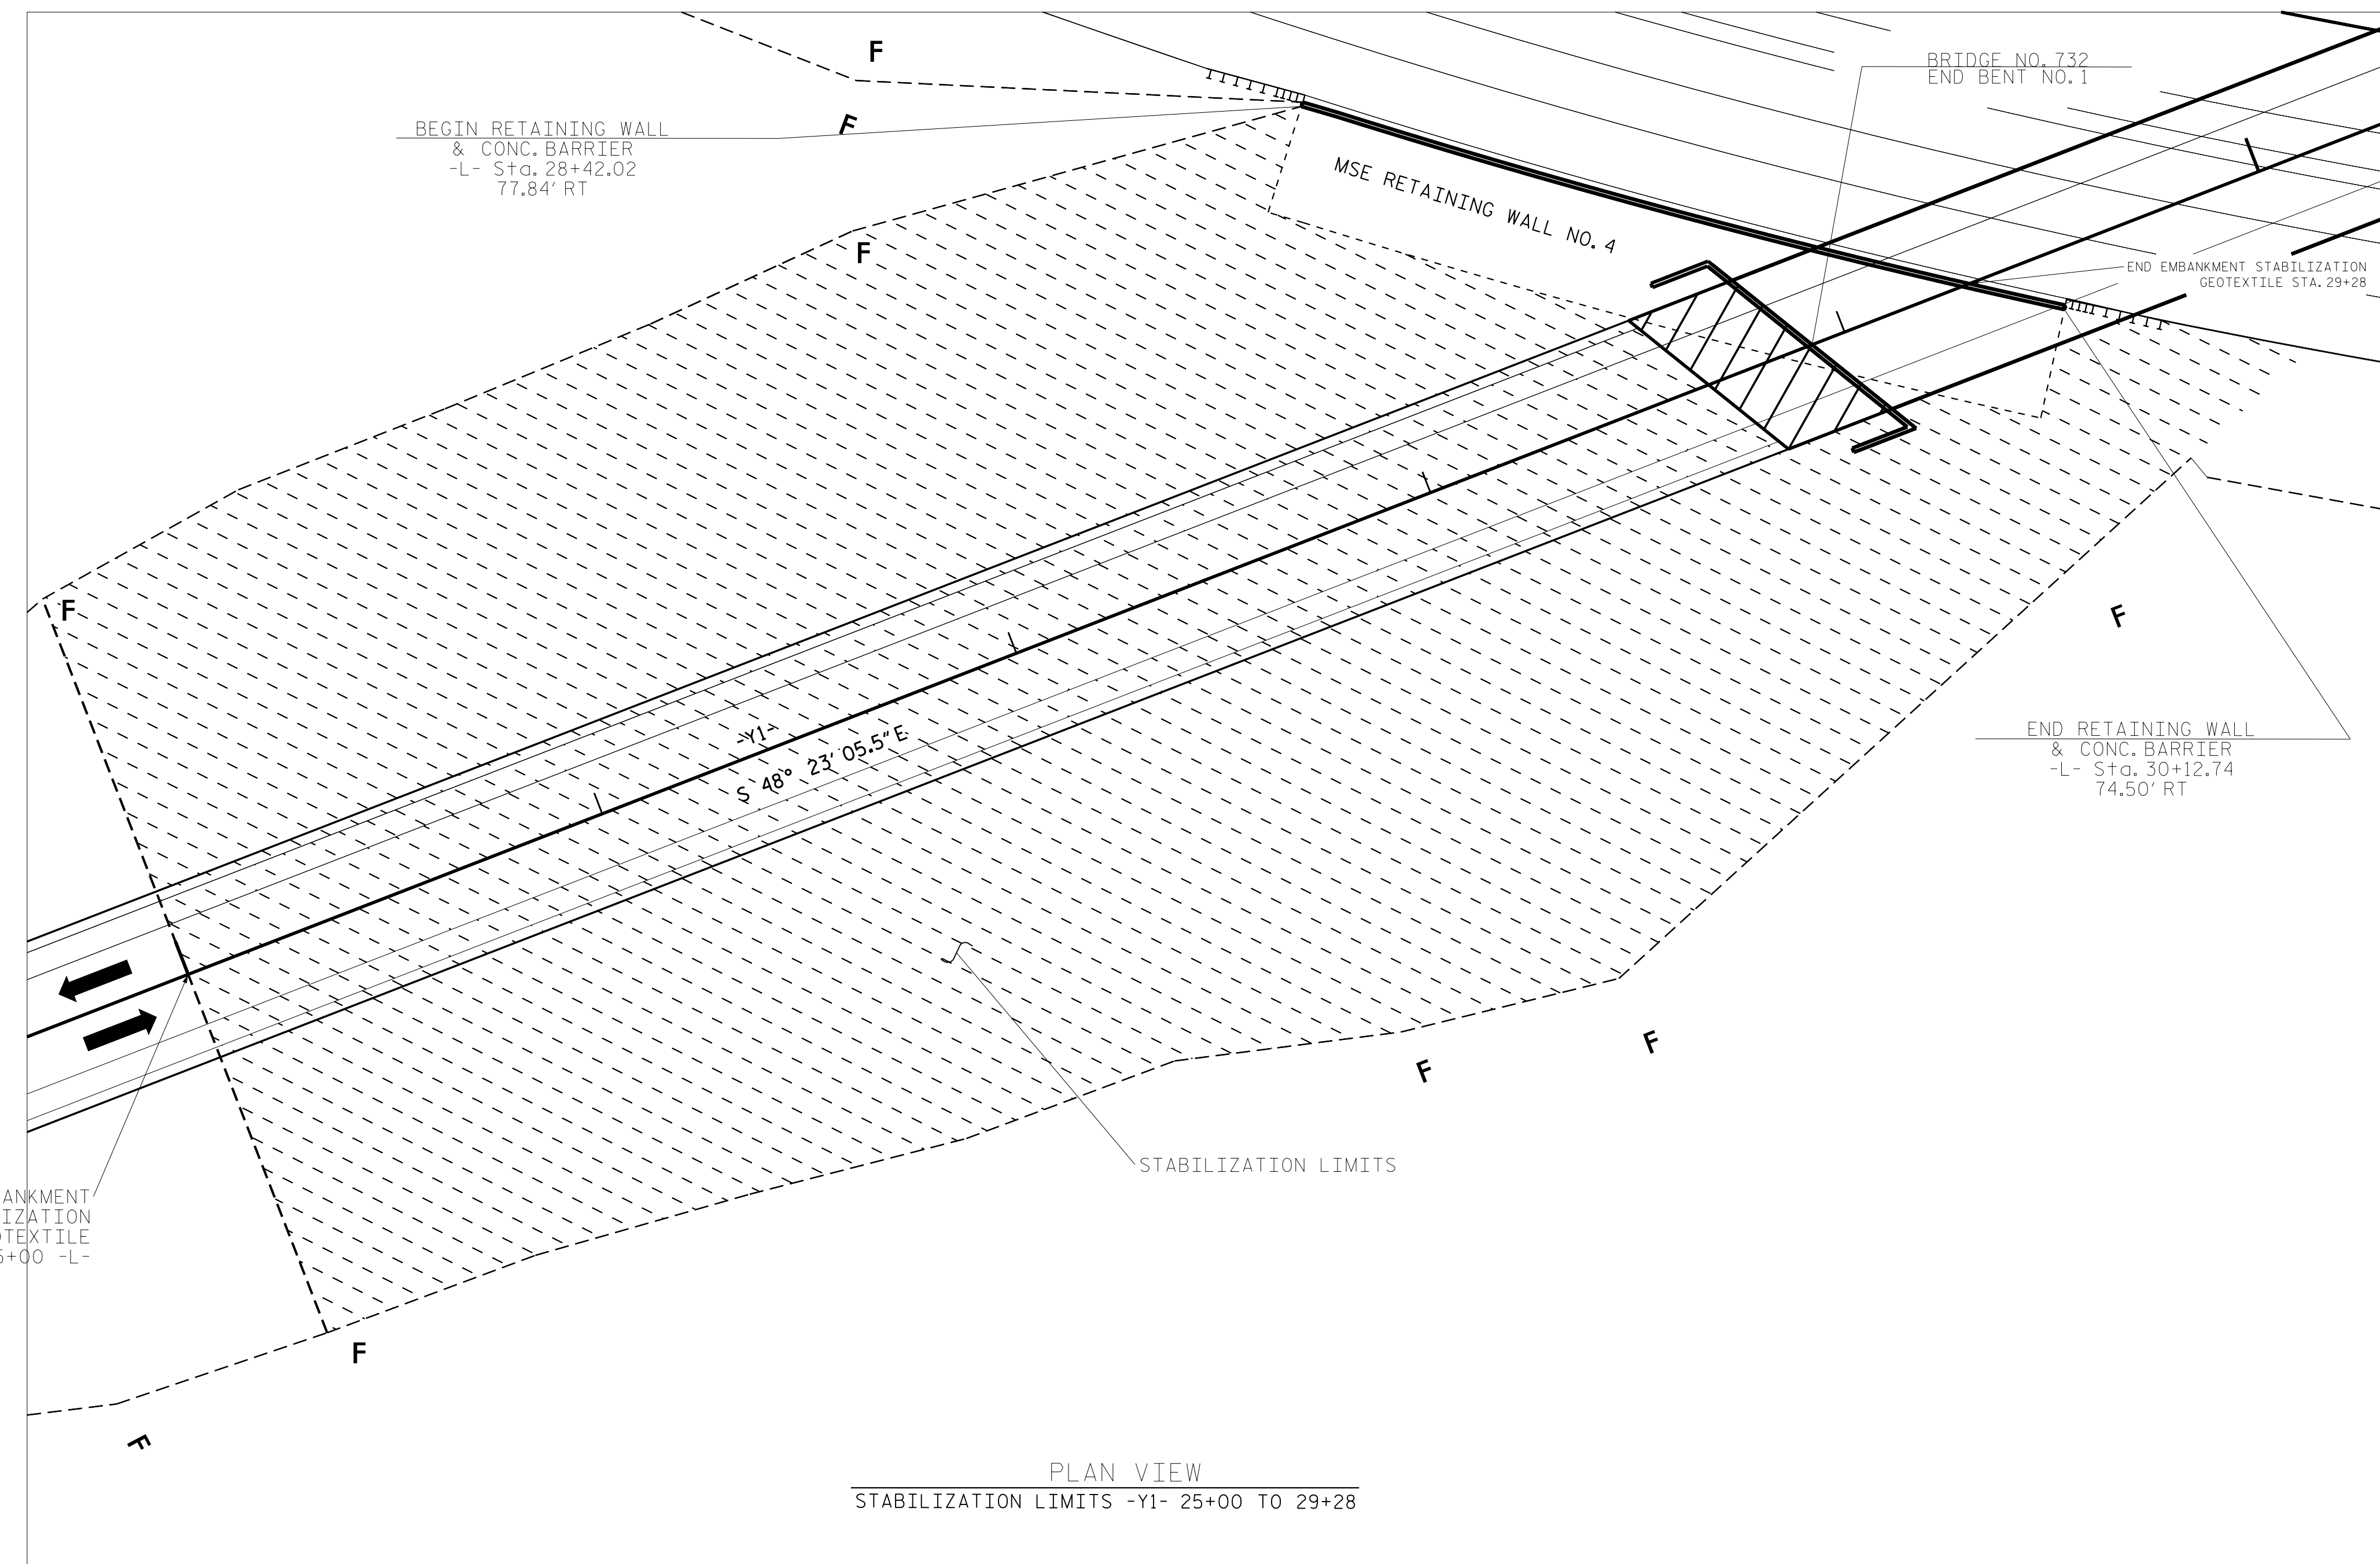 F
BRIDGE NO. 732
END BENT NO. 1
F
BEGIN RETAINING WALL
& CONC. BARRIER
-L- Sta. 28+42.02
77.84' RT
MSE RETAINING WALL NO. 4
F
END EMBANKMENT STABILIZATION
GEOTEXTILE STA. 29+28
F
F
END RETAINING WALL
& CONC. BARRIER
-L- Sta. 30+12.74
74.50' RT
-Y1-
S 48° 23' 05.5" E
F
F
STABILIZATION LIMITS
ANKMENT
IZATION
OTEXTILE
5+00 -L-
F
F
PLAN VIEW
STABILIZATION LIMITS -Y1- 25+00 TO 29+28